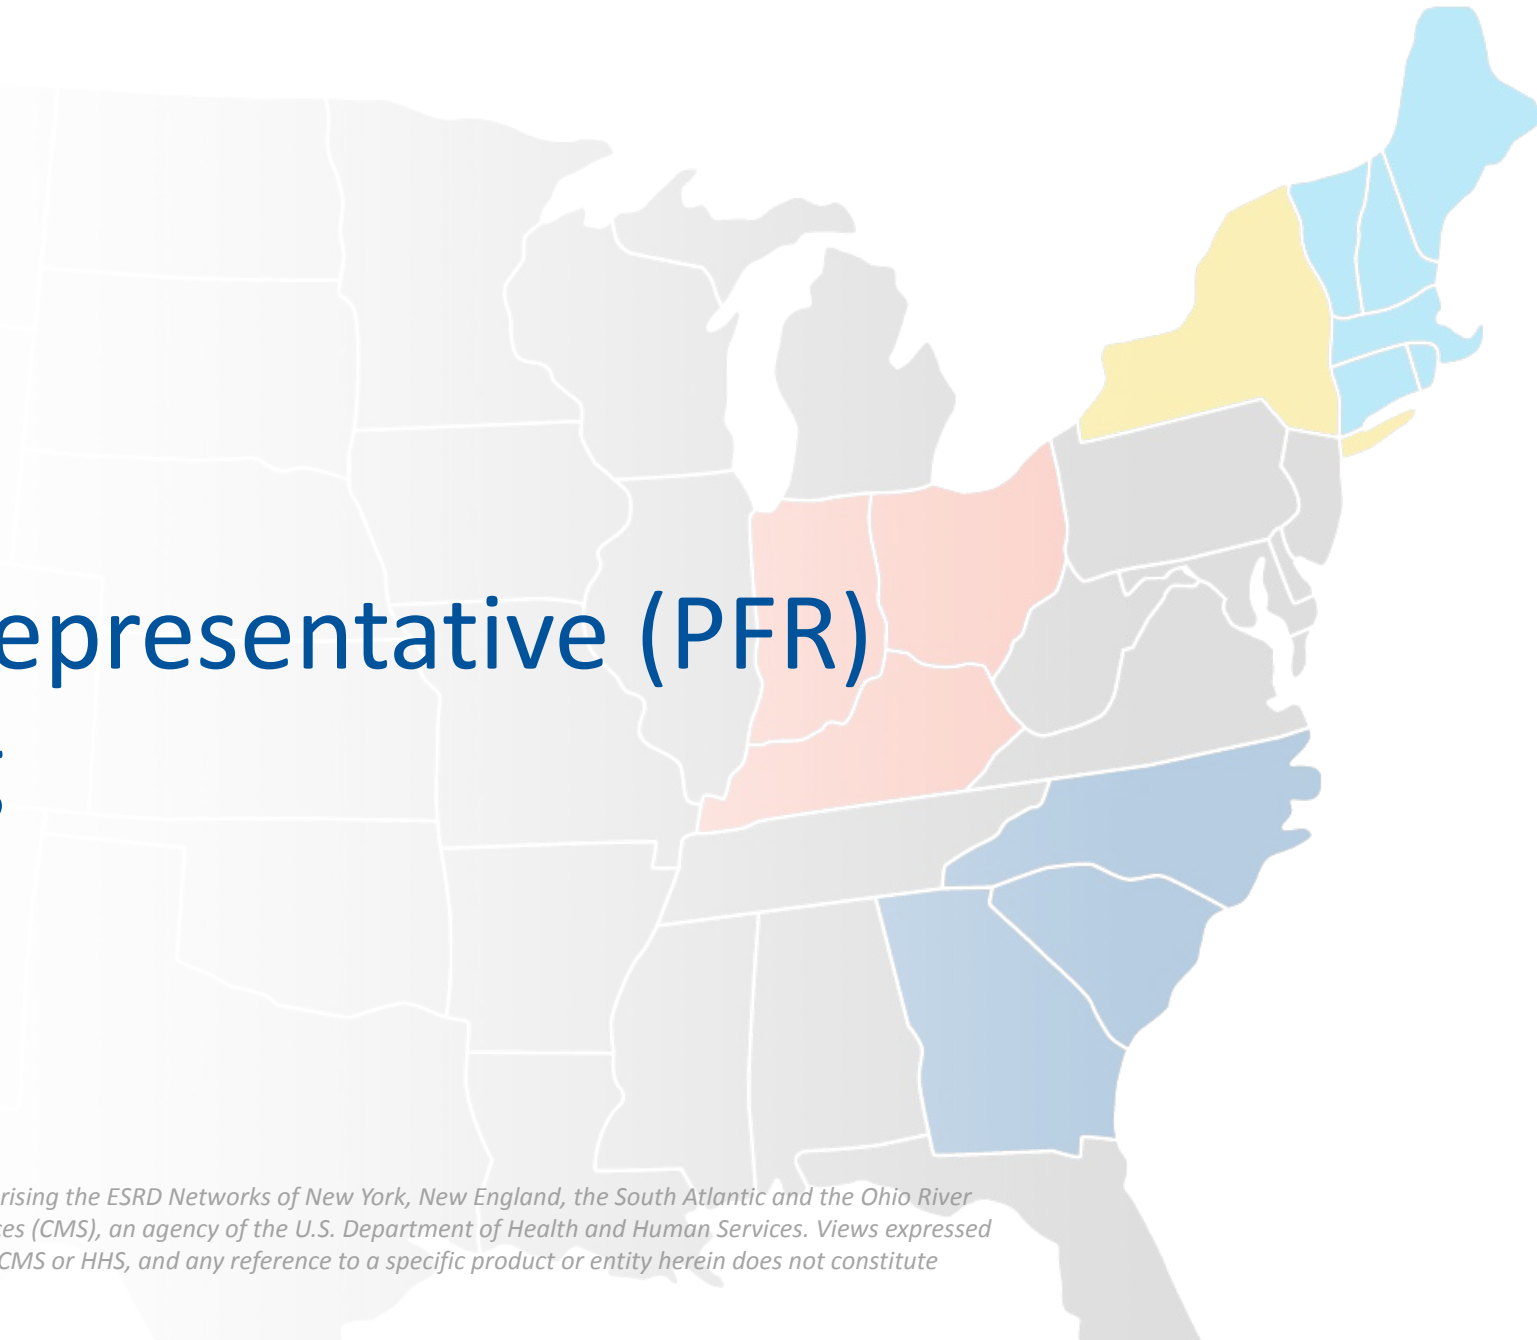 epresentative (PFR)
g
rising the ESRD Networks of New York, New England, the South Atlantic and the Ohio River
ces (CMS), an agency of the U.S. Department of Health and Human Services. Views expressed
CMS or HHS, and any reference to a specific product or entity herein does not constitute